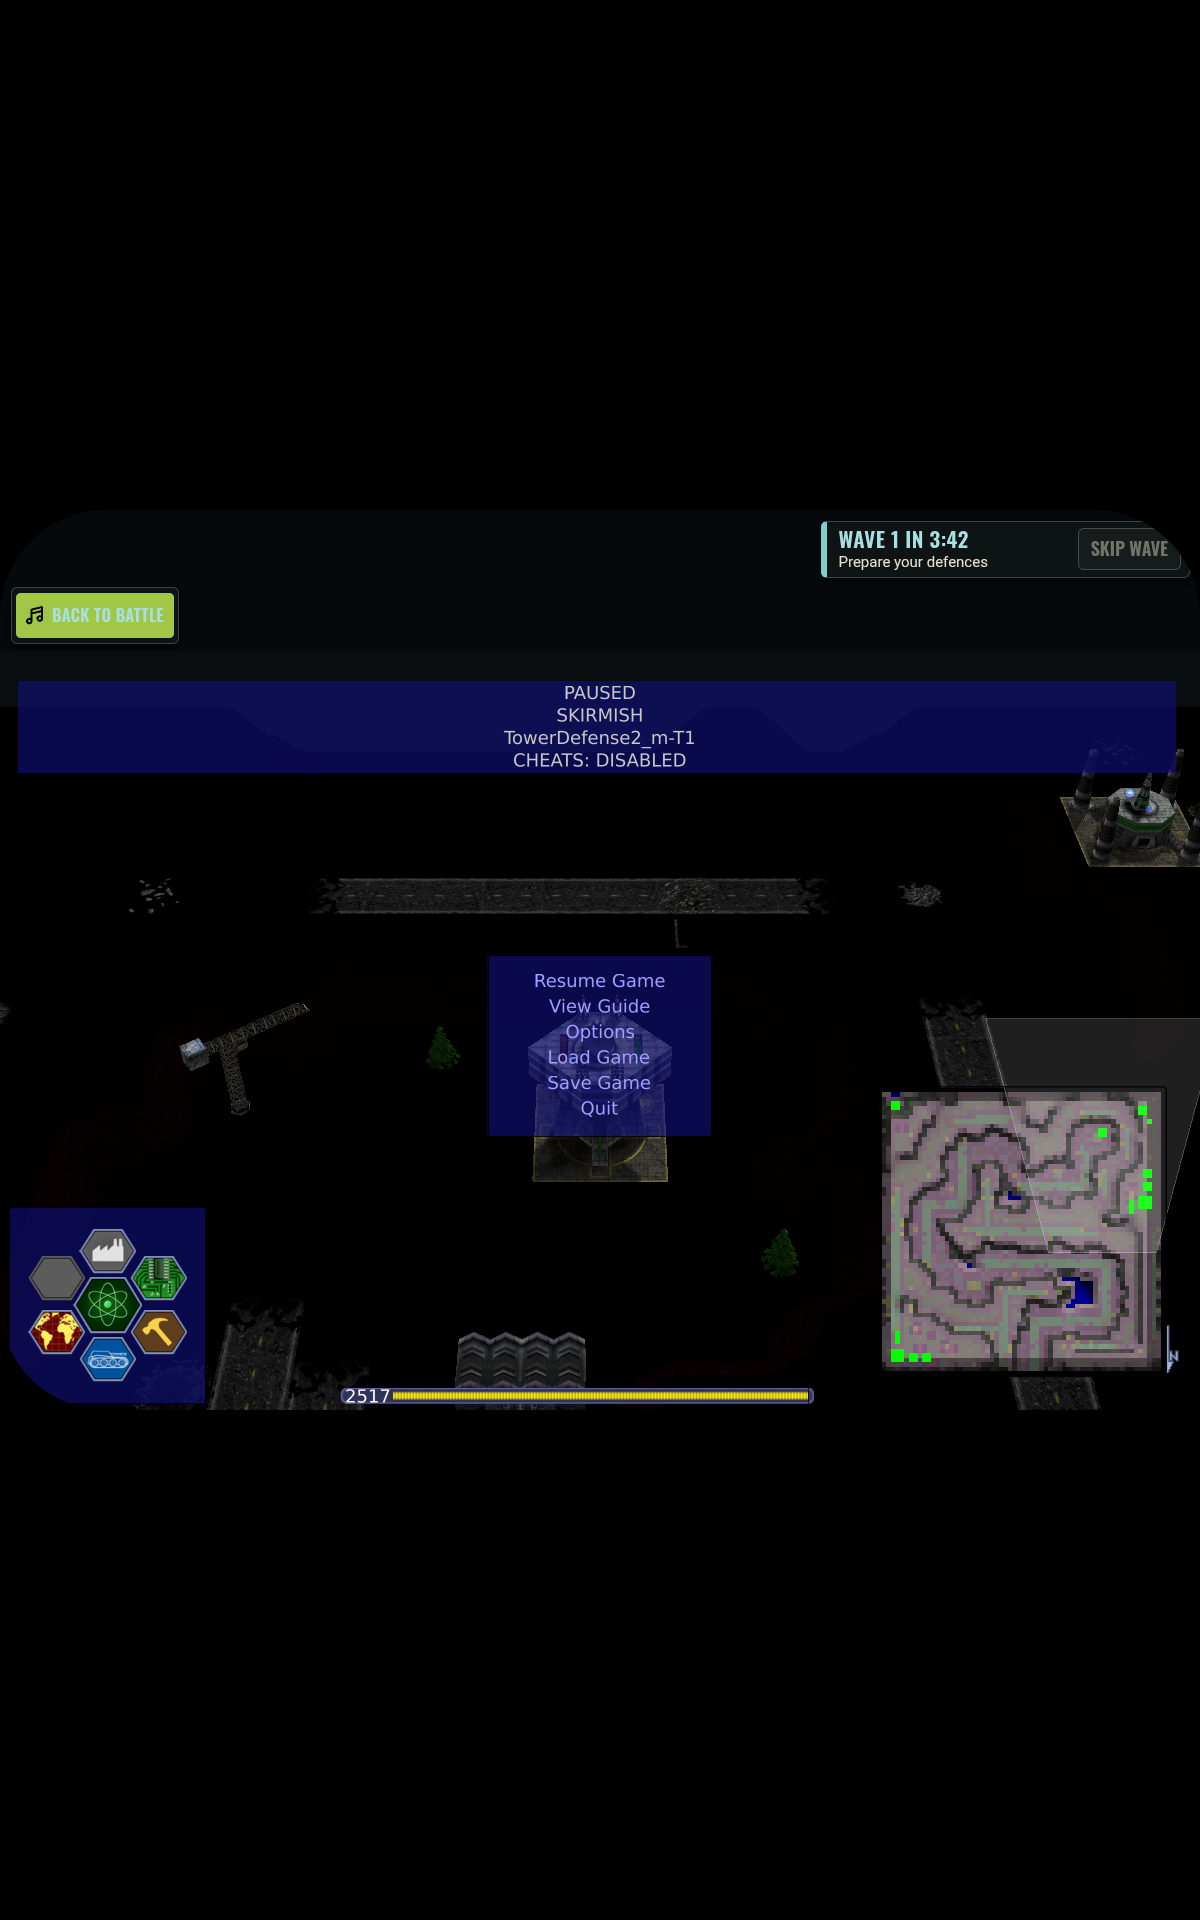 WAVE 1 IN 3:42
Prepare your defences
SKIP WAVE
BACK TO BATTLE
PAUSED
SKIRMISH
TowerDefense2_m-T1
CHEATS: DISABLED
Resume Game
View Guide
Options
Load Game
Save Game
Quit
N
2517